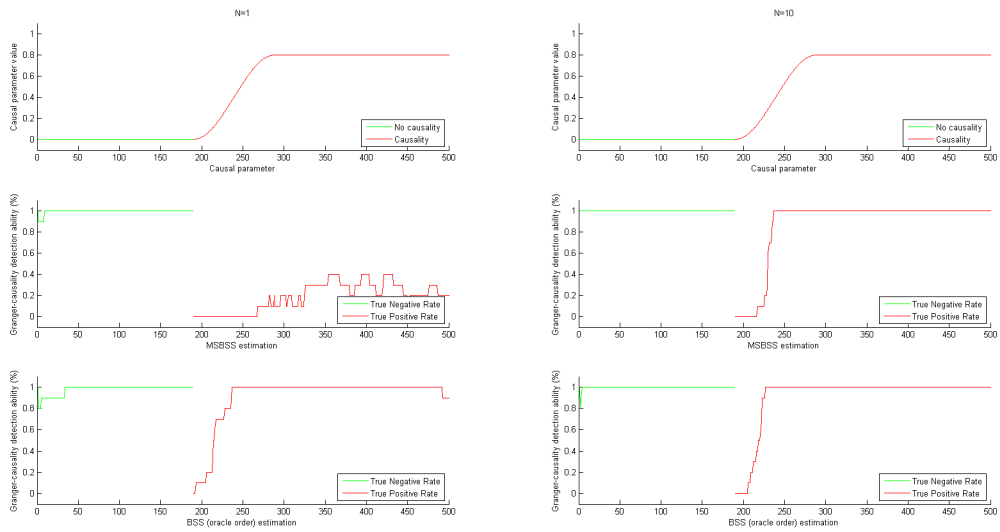 N=1
Causal parameter value
1
0.8
0.6
0.4
0.2
0
0 50 100 150 200 250 300 350 400 450 500
Causal parameter
No causality
Causality
N=10
Causal parameter value
1
0.8
0.6
0.4
0.2
0
0 50 100 150 200 250 300 350 400 450 500
Causal parameter
No causality
Causality
Granger-causality detection ability (%)
1
0.8
0.6
0.4
0.2
0
0 50 100 150 200 250 300 350 400 450 500
MSBSS estimation
True Negative Rate
True Positive Rate
Granger-causality detection ability (%)
1
0.8
0.6
0.4
0.2
0
0 50 100 150 200 250 300 350 400 450 500
MSBSS estimation
True Negative Rate
True Positive Rate
Granger-causality detection ability (%)
1
0.8
0.6
0.4
0.2
0
0 50 100 150 200 250 300 350 400 450 500
BSS (oracle order) estimation
True Negative Rate
True Positive Rate
Granger-causality detection ability (%)
1
0.8
0.6
0.4
0.2
0
0 50 100 150 200 250 300 350 400 450 500
BSS (oracle order) estimation
True Negative Rate
True Positive Rate